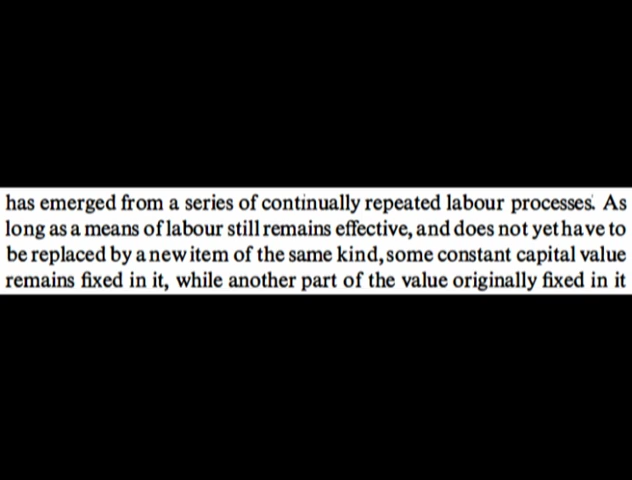 has emerged from a series of continually repeated labour processes. As
long as a means of labour still remains effective, and does not yet have to
be replaced by a new item of the same kind, some constant capital value
remains fixed in it, while another part of the value originally fixed in it